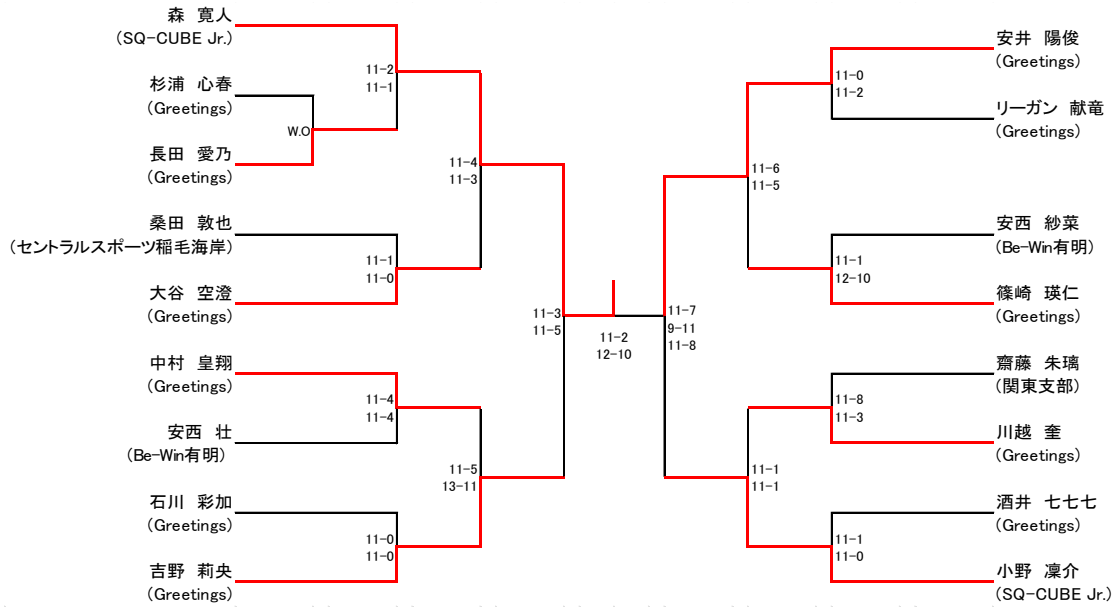 森 寛人
(SQ-CUBE Jr.)
杉浦 心春
(Greetings)
長田 愛乃
(Greetings)
桑田 敦也
(セントラルスポーツ稲毛海岸)
大谷 空澄
(Greetings)
中村 皇翔
(Greetings)
安西 壮
(Be-Win有明)
石川 彩加
(Greetings)
吉野 莉央
(Greetings)
W.O
11-2
11-1
11-1
11-0
11-4
11-4
11-0
11-0
11-4
11-3
11-5
13-11
11-3
11-5
11-2
12-10
11-7
9-11
11-8
11-6
11-5
11-1
11-1
11-0
11-2
11-1
12-10
11-8
11-3
11-1
11-0
安井 陽俊
(Greetings)
リーガン 献竜
(Greetings)
安西 紗菜
(Be-Win有明)
篠崎 瑛仁
(Greetings)
齋藤 朱璃
(関東支部)
川越 奎
(Greetings)
酒井 七七七
(Greetings)
小野 凜介
(SQ-CUBE Jr.)